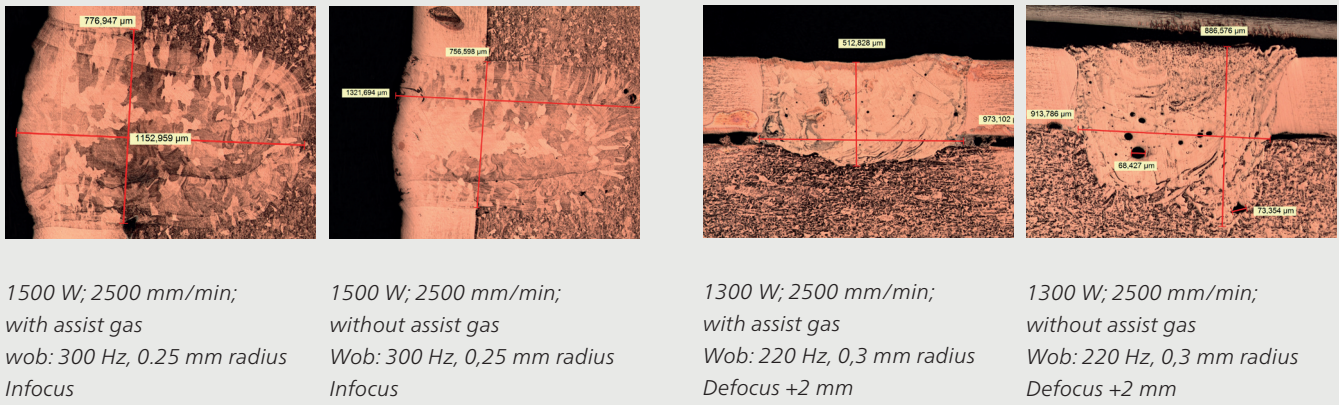 776,947 µm
1152,959 µm
756,598 µm
1321,694 µm
512,828 µm
973,102 µ
886,576 µm
913,786 µm
68,427 µm
73,354 µm
1500 W; 2500 mm/min;
with assist gas
wob: 300 Hz, 0.25 mm radius
Infocus
1500 W; 2500 mm/min;
without assist gas
Wob: 300 Hz, 0,25 mm radius
Infocus
1300 W; 2500 mm/min;
with assist gas
Wob: 220 Hz, 0,3 mm radius
Defocus +2 mm
1300 W; 2500 mm/min;
without assist gas
Wob: 220 Hz, 0,3 mm radius
Defocus +2 mm